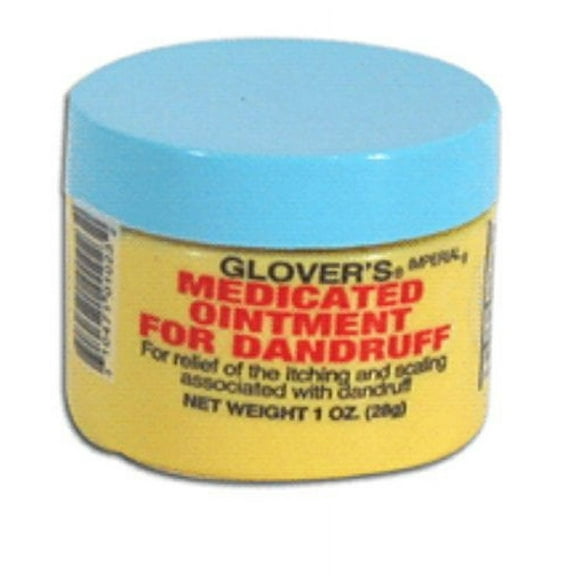 GLOVER'S® IMPERIAL®
MEDICATED
OINTMENT
FOR DANDRUFF
For relief of the itching and scaling
associated with dandruff
NET WEIGHT 1 OZ. (28g)